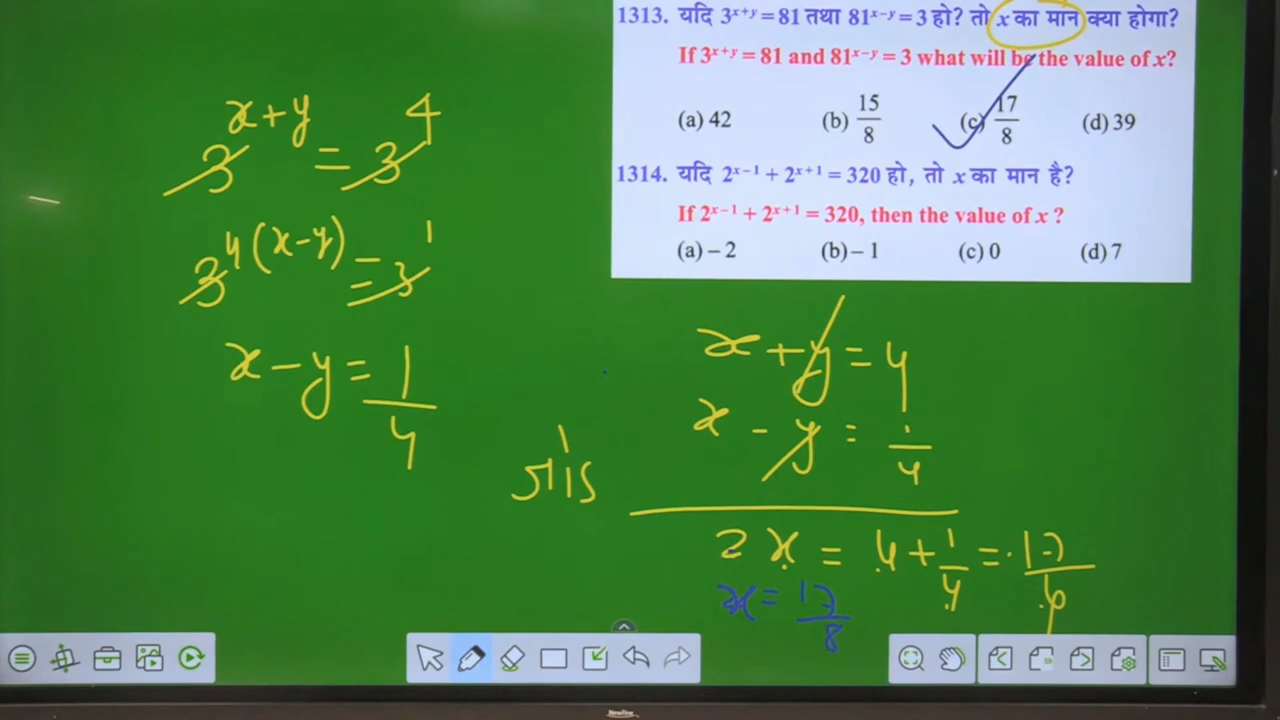 1313. यदि 3^{x+y} = 81 तथा 81^{x−y} = 3 हो? तो x का मान क्या होगा?
If 3^{x+y} = 81 and 81^{x−y} = 3 what will be the value of x?
(a) 42 (b) 15/8 (c) 17/8 (d) 39
1314. यदि 2^{x−1} + 2^{x+1} = 320 हो, तो x का मान है?
If 2^{x−1} + 2^{x+1} = 320, then the value of x ?
(a) – 2 (b) – 1 (c) 0 (d) 7
3^{x+y} = 3^4
3^{4(x-y)} = 3^1
x - y = 1/4
x + y = 4
x - y = 1/4
2x = 4 + 1/4 = 17/4
x = 17/8
Newline